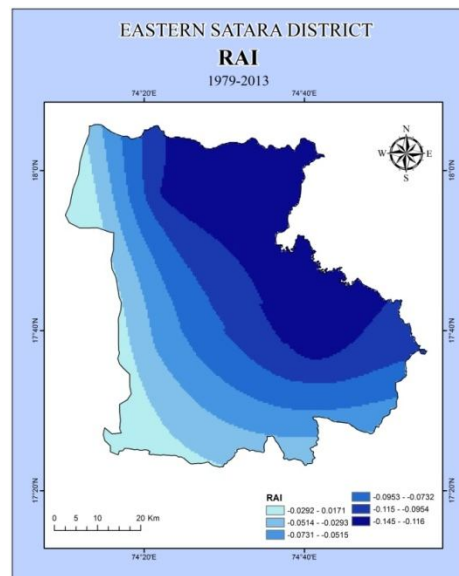 EASTERN SATARA DISTRICT
RAI
1979-2013
74°20'E 74°40'E
N
W E
S
18°0'N 18°0'N
17°40'N 17°40'N
17°20'N 17°20'N
RAI
-0.0292 - 0.0171
-0.0514 - -0.0293
-0.0731 - -0.0515
-0.0953 - -0.0732
-0.115 - -0.0954
-0.145 - -0.116
0 5 10 20 Km
74°20'E 74°40'E